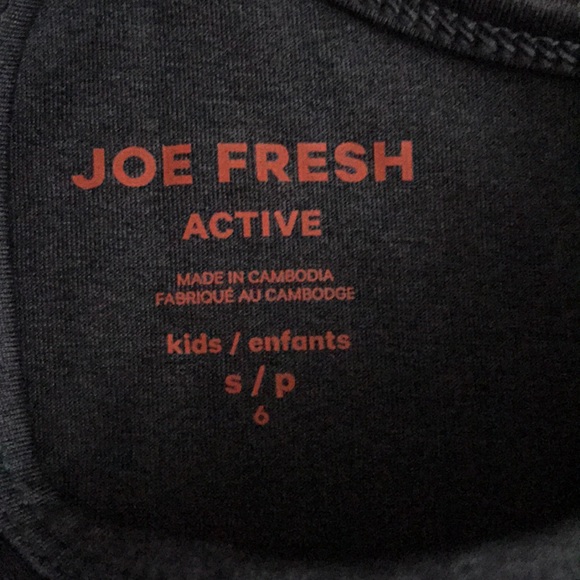 JOE FRESH
ACTIVE
MADE IN CAMBODIA
FABRIQUÉ AU CAMBODGE
kids / enfants
s / p
6